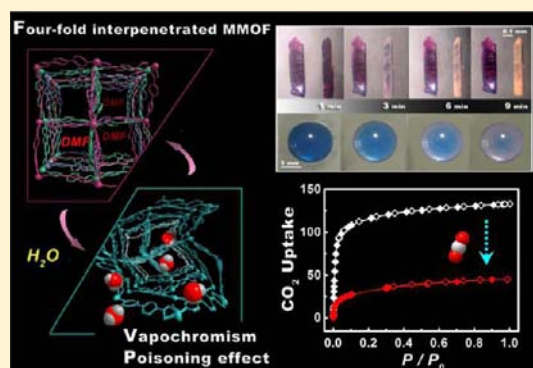 Four-fold interpenetrated MMOF
DMF
DMF
DMF
H₂O
Vapochromism
Poisoning effect
0.1 mm
1 min
3 min
6 min
9 min
1 mm
CO₂ Uptake
150
100
50
0
0.0
0.2
0.4
0.6
0.8
1.0
P / P₀